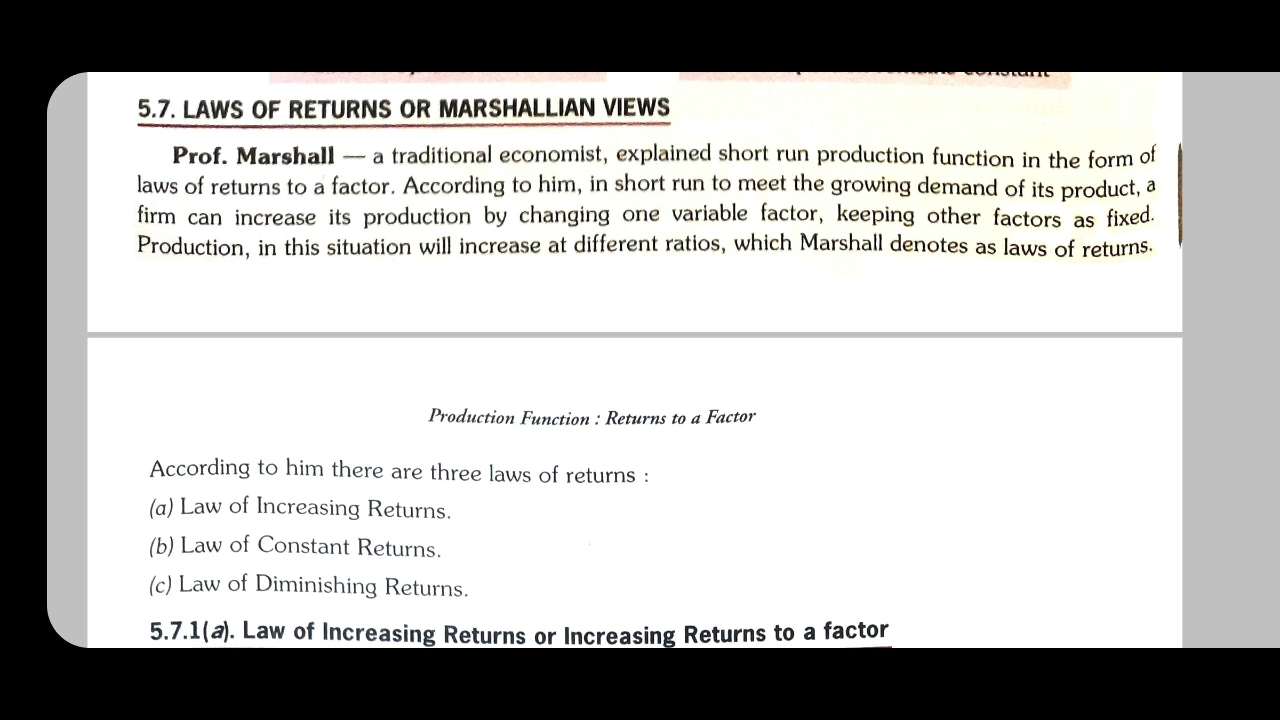 constant
5.7. LAWS OF RETURNS OR MARSHALLIAN VIEWS
Prof. Marshall — a traditional economist, explained short run production function in the form of
laws of returns to a factor. According to him, in short run to meet the growing demand of its product, a
firm can increase its production by changing one variable factor, keeping other factors as fixed.
Production, in this situation will increase at different ratios, which Marshall denotes as laws of returns.
Production Function : Returns to a Factor
According to him there are three laws of returns :
(a) Law of Increasing Returns.
(b) Law of Constant Returns.
(c) Law of Diminishing Returns.
5.7.1(a). Law of Increasing Returns or Increasing Returns to a factor